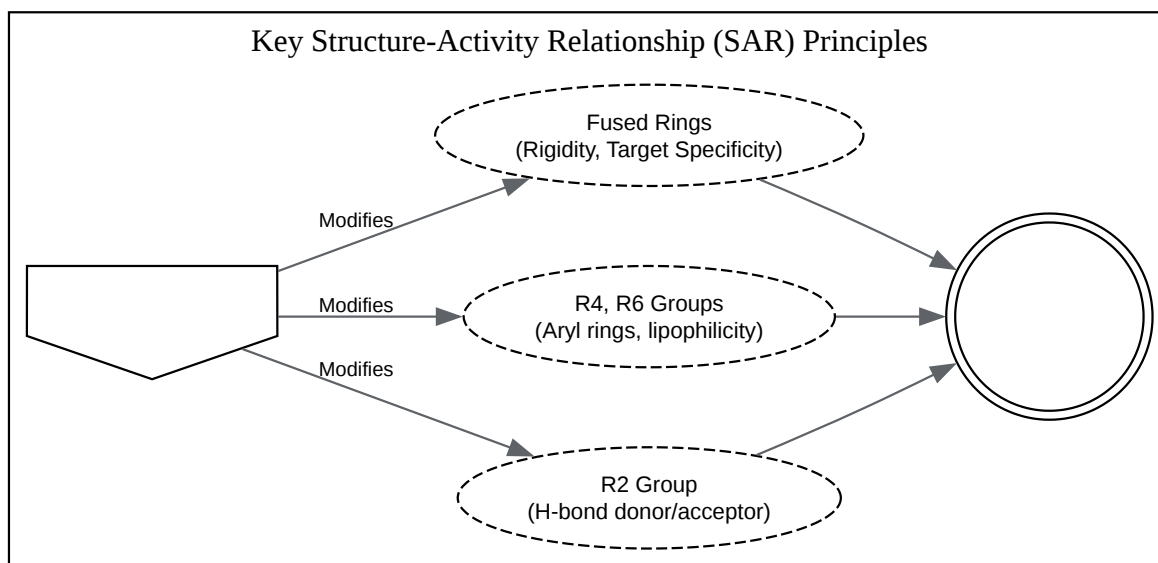 Key Structure-Activity Relationship (SAR) Principles
Fused Rings
(Rigidity, Target Specificity)
Modifies
Modifies
R4, R6 Groups
(Aryl rings, lipophilicity)
Modifies
R2 Group
(H-bond donor/acceptor)